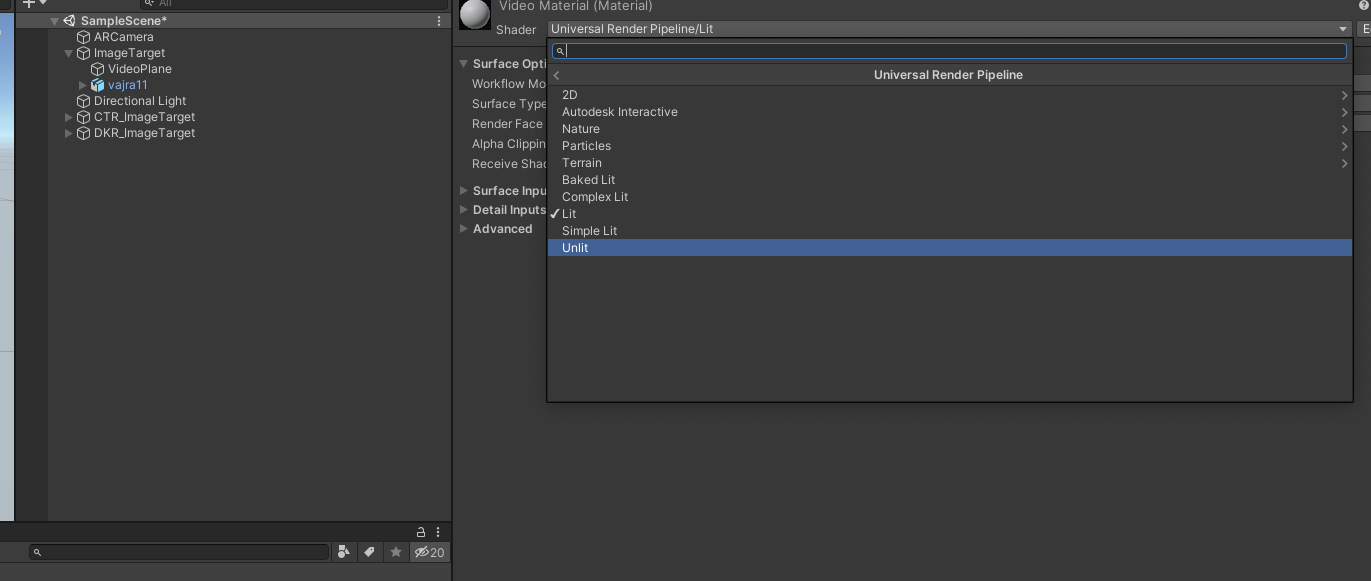 All
SampleScene*
ARCamera
ImageTarget
VideoPlane
vajra11
Directional Light
CTR_ImageTarget
DKR_ImageTarget
20
Video Material (Material)
Shader
Universal Render Pipeline/Lit
E
Surface Opti
Workflow Mo
Surface Type
Render Face
Alpha Clippin
Receive Shad
Surface Inpu
Detail Inputs
Advanced
Universal Render Pipeline
2D
Autodesk Interactive
Nature
Particles
Terrain
Baked Lit
Complex Lit
Lit
Simple Lit
Unlit